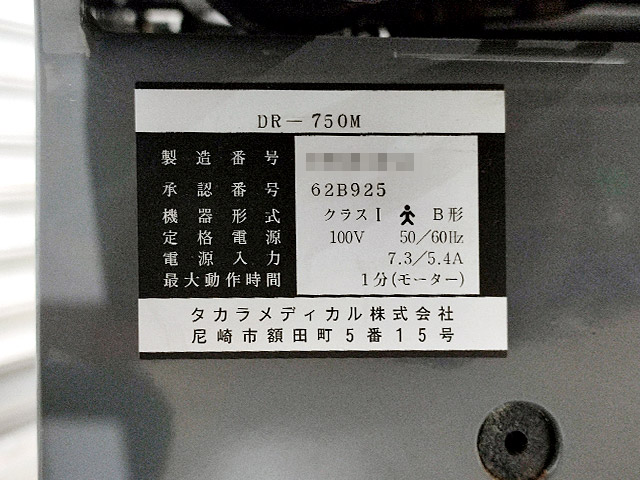 DR－750M
製造番号
承認番号 62B925
機器形式 クラスI B形
定格電源 100V 50/60Hz
電源入力 7.3/5.4A
最大動作時間 1分(モーター)
タカラメディカル株式会社
尼崎市額田町5番15号